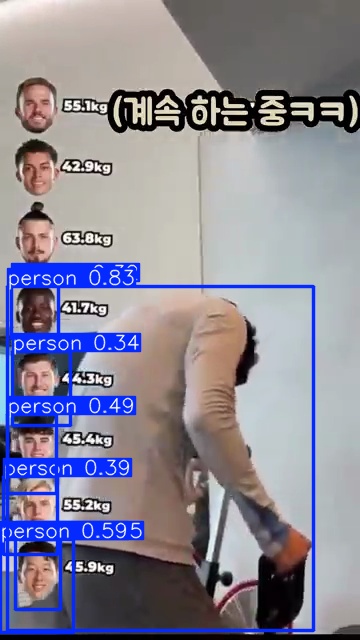 55.1kg (계속 하는 중ㅋㅋ)
42.9kg
63.8kg
person 0.83
41.7kg
person 0.34
44.3kg
person 0.49
45.4kg
person 0.39
55.2kg
person 0.595
45.9kg